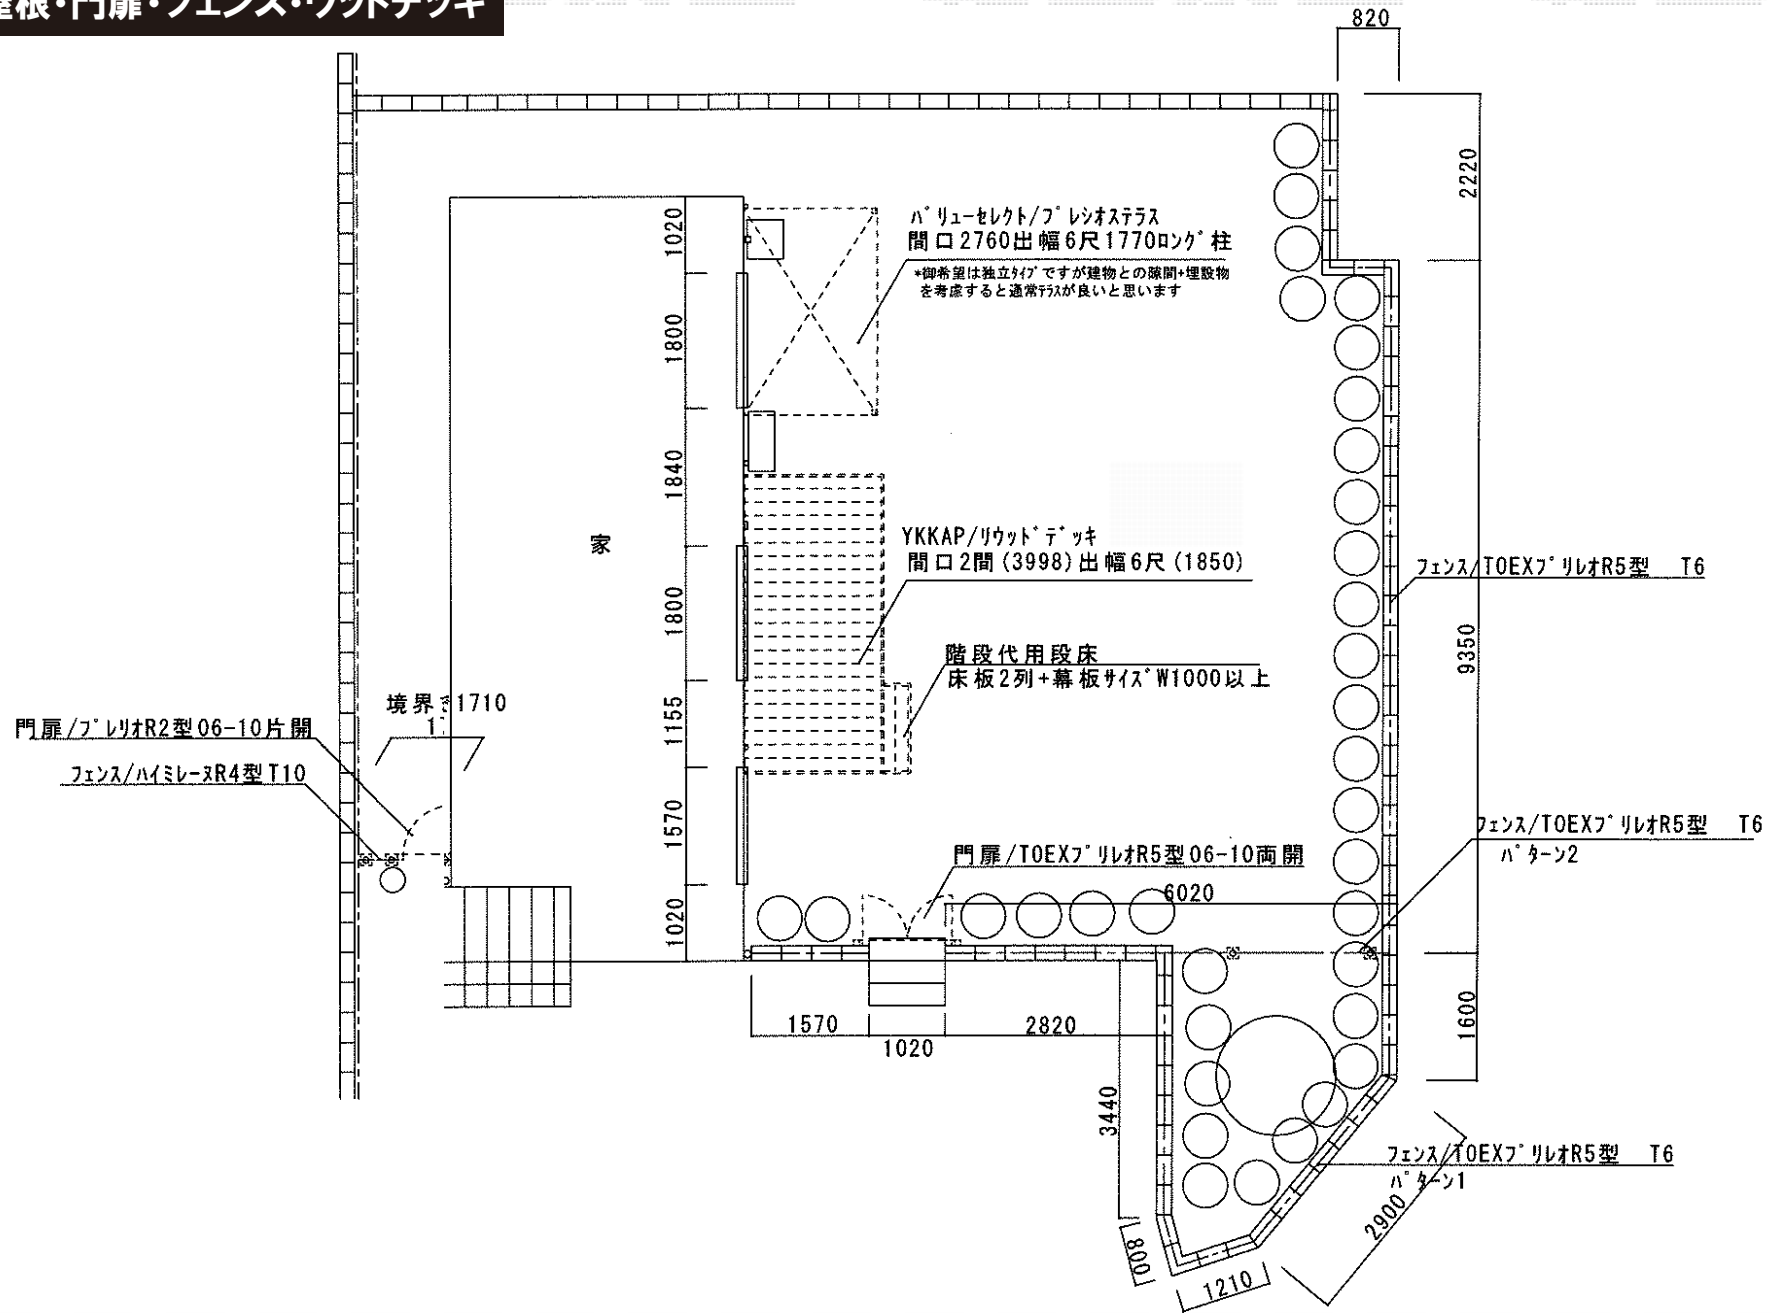 屋根・門扉・フェンス・ウッドデッキ
820
2220
バリューセレクト/プレシオステラス
間口2760出幅6尺1770ロング柱
*御希望は独立タイプですが建物との隙間+埋設物
を考慮すると通常テラスが良いと思います
1020
1800
1840
1800
1155
1570
1020
家
YKKAP/リウッドデッキ
間口2間(3998)出幅6尺(1850)
フェンス/TOEXプリレオR5型 T6
9350
階段代用段床
床板2列+幕板サイズW1000以上
境界 1710
1
門扉/プレリオR2型06-10片開
フェンス/ハイミレーヌR4型T10
フェンス/TOEXプリレオR5型 T6
パターン2
門扉/TOEXプリレオR5型06-10両開
6020
1570
1020
2820
1600
3440
フェンス/TOEXプリレオR5型 T6
パターン1
2900
800
1210